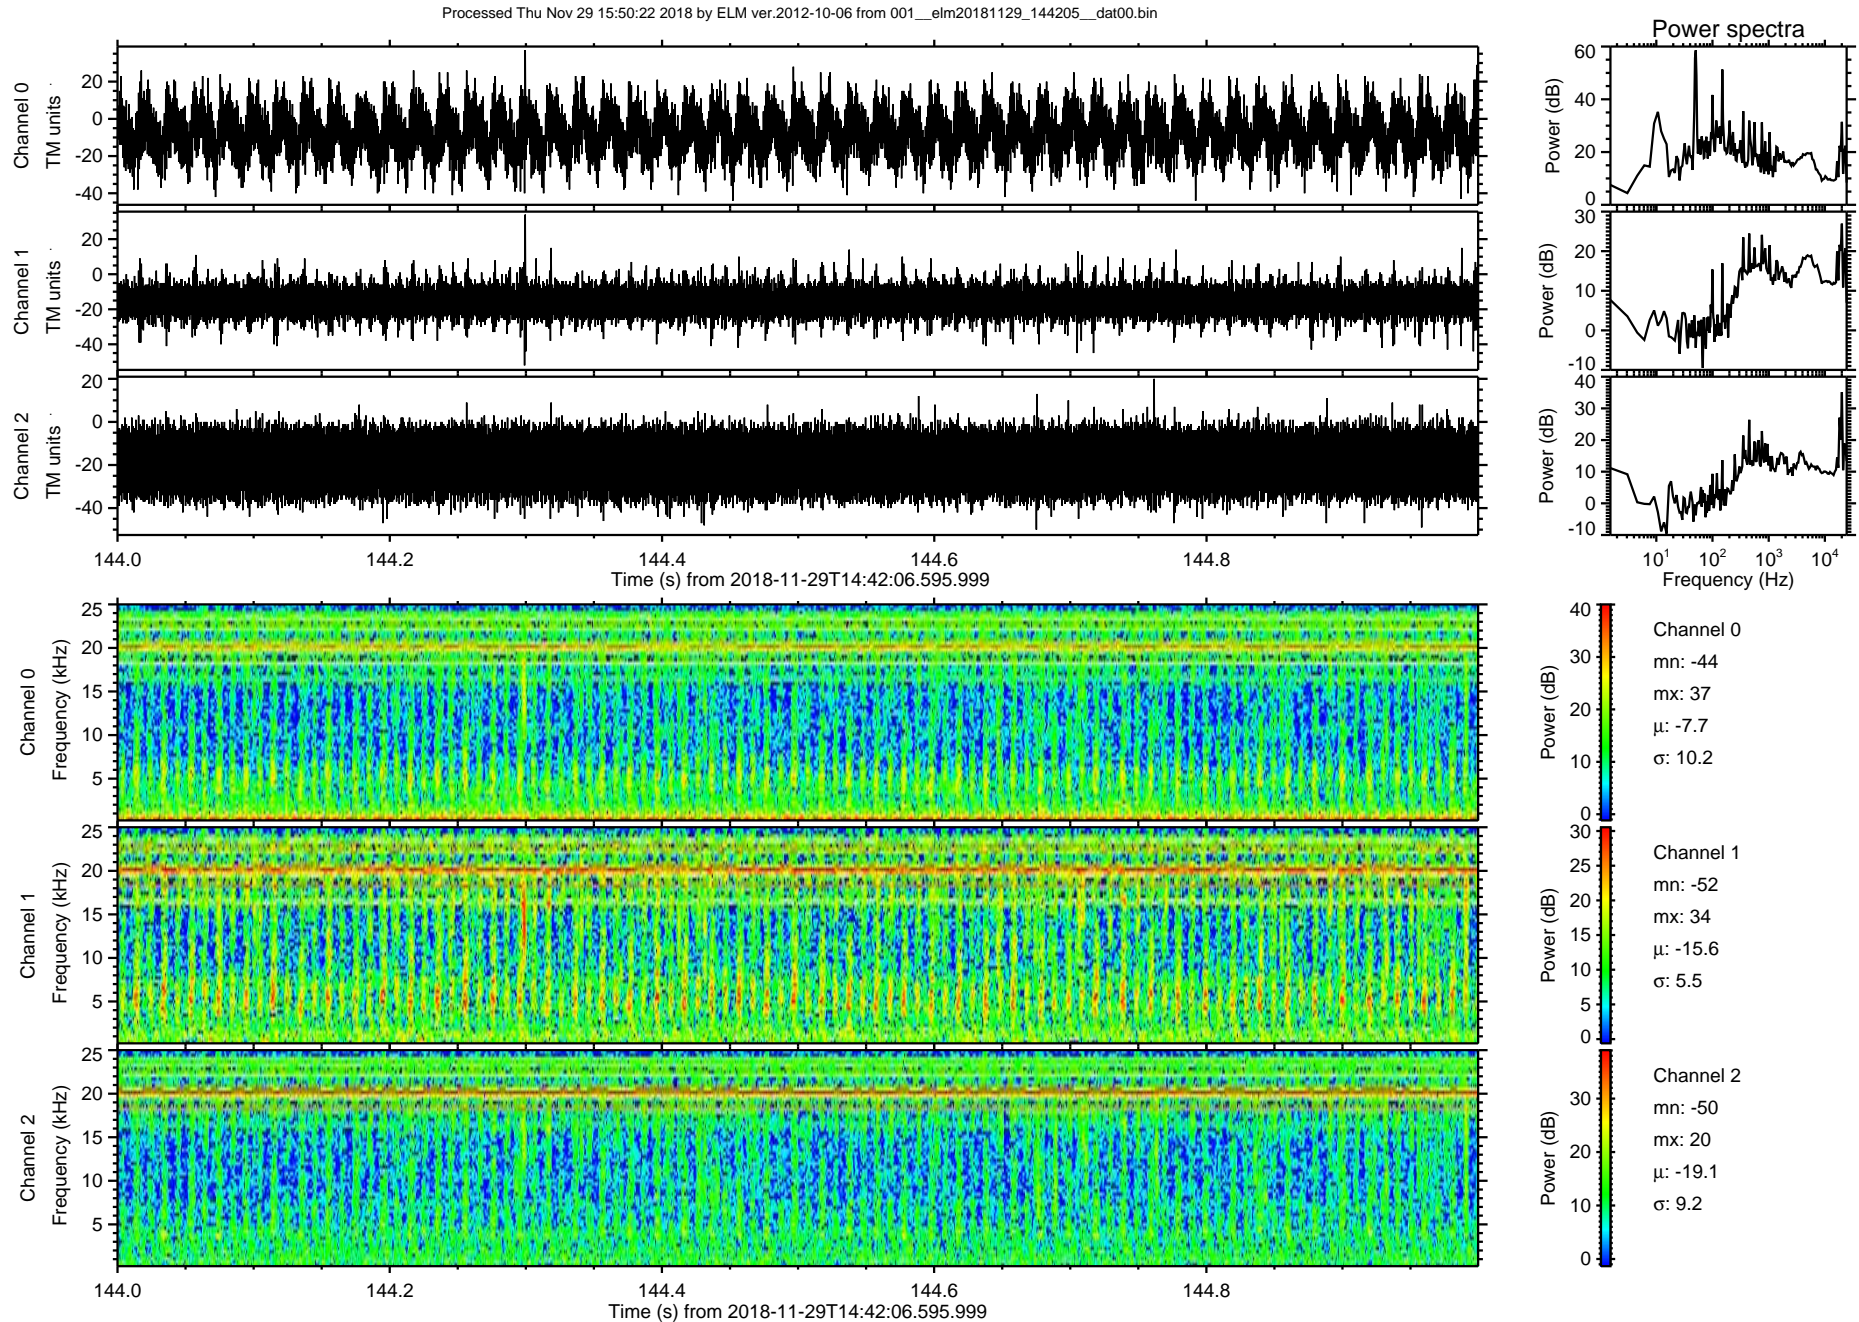 Processed Thu Nov 29 15:50:22 2018 by ELM ver.2012-10-06 from 001__elm20181129_144205__dat00.bin
Power spectra
Channel 0
TM units
20
0
-20
-40
Power (dB)
60
40
20
0
Channel 1
TM units
20
0
-20
-40
Power (dB)
30
20
10
0
-10
Channel 2
TM units
20
0
-20
-40
Power (dB)
40
30
20
10
0
-10
144.0 144.2 144.4 144.6 144.8
Time (s) from 2018-11-29T14:42:06.595.999
10¹ 10² 10³ 10⁴
Frequency (Hz)
Channel 0
Frequency (kHz)
25
20
15
10
5
Power (dB)
40
30
20
10
0
Channel 0
mn: -44
mx: 37
μ: -7.7
σ: 10.2
Channel 1
Frequency (kHz)
25
20
15
10
5
Power (dB)
30
25
20
15
10
5
0
Channel 1
mn: -52
mx: 34
μ: -15.6
σ: 5.5
Channel 2
Frequency (kHz)
25
20
15
10
5
Power (dB)
30
20
10
0
Channel 2
mn: -50
mx: 20
μ: -19.1
σ: 9.2
144.0 144.2 144.4 144.6 144.8
Time (s) from 2018-11-29T14:42:06.595.999